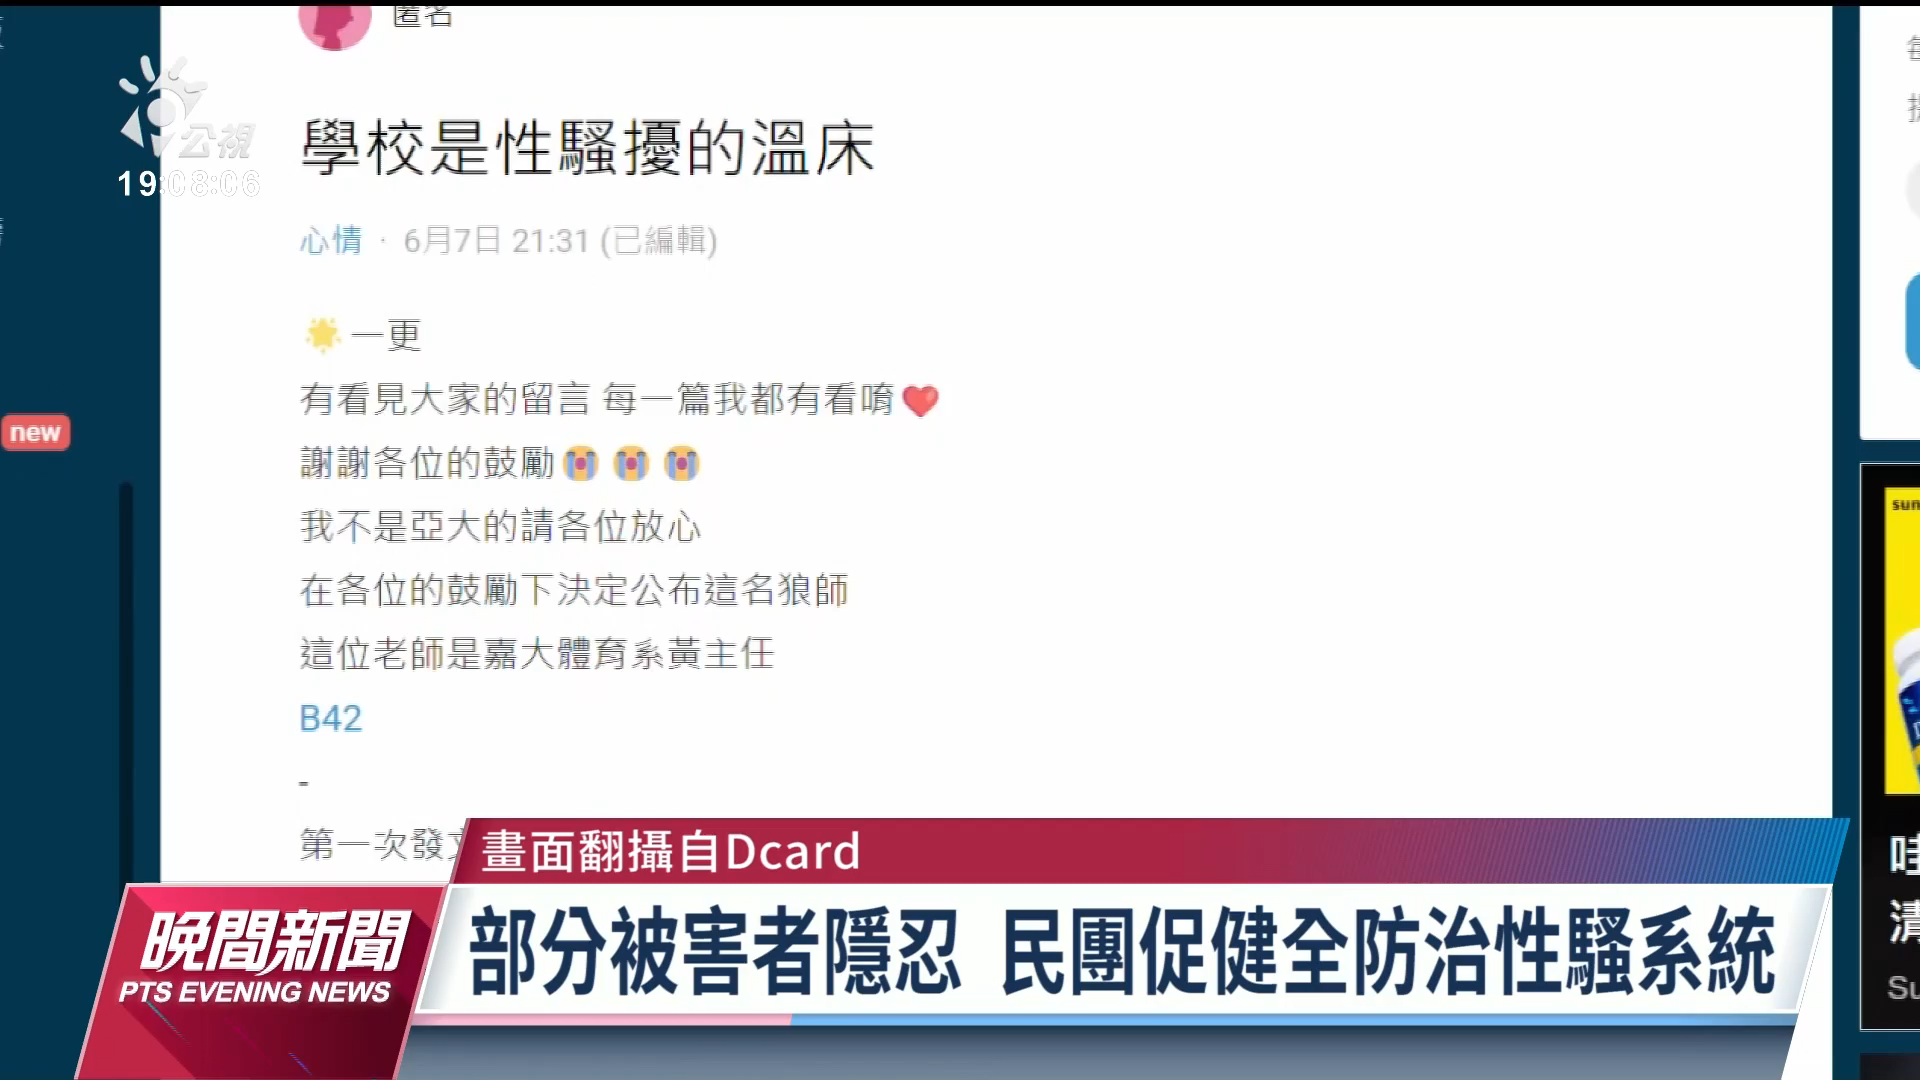 匿名
公視
19:08:06
學校是性騷擾的溫床
心情 · 6月7日 21:31 (已編輯)
一更
有看見大家的留言 每一篇我都有看唷
謝謝各位的鼓勵
我不是亞大的請各位放心
在各位的鼓勵下決定公布這名狼師
這位老師是嘉大體育系黃主任
B42
-
第一次發文
new
畫面翻攝自Dcard
晚間新聞
PTS EVENING NEWS
部分被害者隱忍 民團促健全防治性騷系統
sun
哇
清
Su